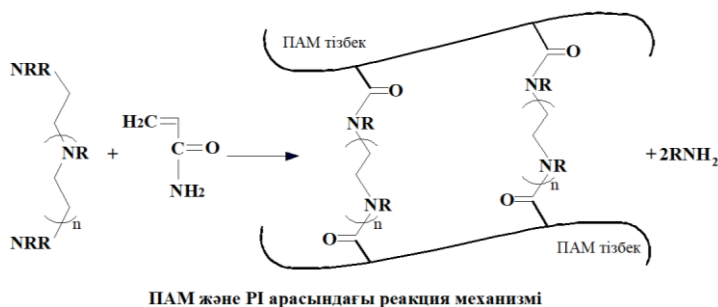 ПАМ тізбек
NRR
H2C
NR
+
C
O
NH2
n
NRR
O
NR
NR
n
O
O
NR
NR
n
O
+ 2RNH2
ПАМ тізбек
ПАМ және PI арасындағы реакция механизмі